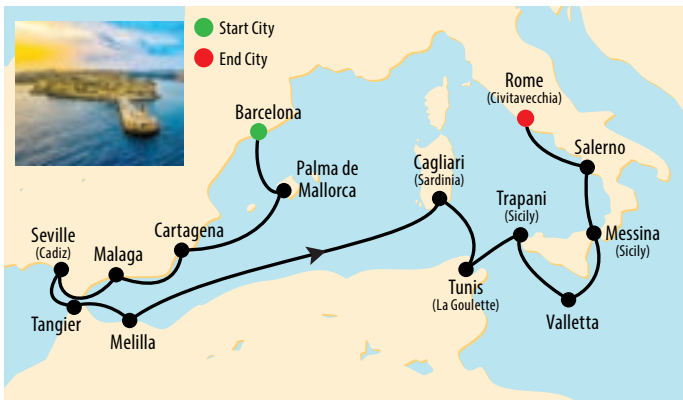 Start City
End City
Rome
(Civitavecchia)
Barcelona
Salerno
Palma de
Mallorca
Cagliari
(Sardinia)
Trapani
(Sicily)
Cartagena
Seville
(Cadiz)
Malaga
Messina
(Sicily)
Tunis
(La Goulette)
Tangier
Melilla
Valletta